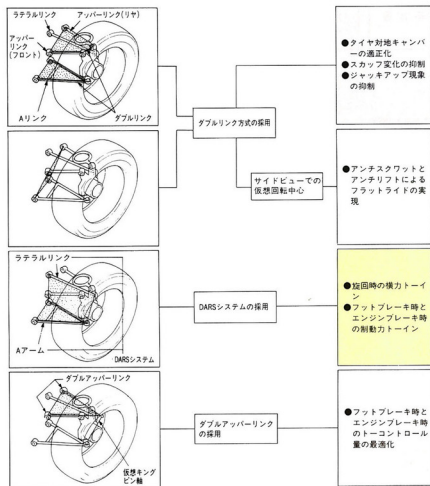 ラテラルリンク
アッパーリンク(リヤ)
アッパー
リンク
(フロント)
Aリンク
ダブルリンク
ダブルリンク方式の採用
●タイヤ対地キャンバ
ーの適正化
●スカッフ変化の抑制
●ジャッキアップ現象
の抑制
サイドビューでの
仮想回転中心
●アンチスクワットと
アンチリフトによる
フラットライドの実
現
ラテラルリンク
Aアーム
DARSシステム
DARSシステムの採用
●旋回時の横力トーイ
ン
●フットブレーキ時と
エンジンブレーキ時
の制動力トーイン
ダブルアッパーリンク
仮想キング
ピン軸
ダブルアッパーリンク
の採用
●フットブレーキ時と
エンジンブレーキ時
のトーコントロール
量の最適化